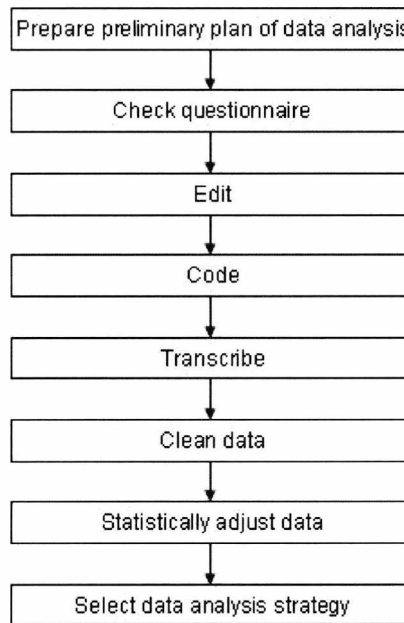 Prepare preliminary plan of data analysis
Check questionnaire
Edit
Code
Transcribe
Clean data
Statistically adjust data
Select data analysis strategy